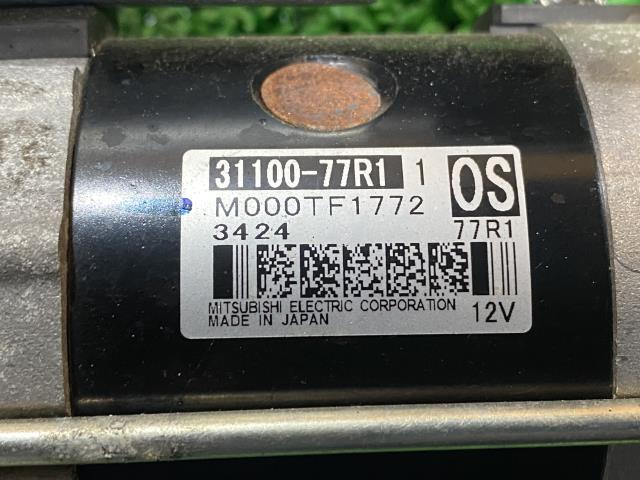 31100-77R1 1 OS
M000TF1772
3424 77R1
MITSUBISHI ELECTRIC CORPORATION
MADE IN JAPAN 12V